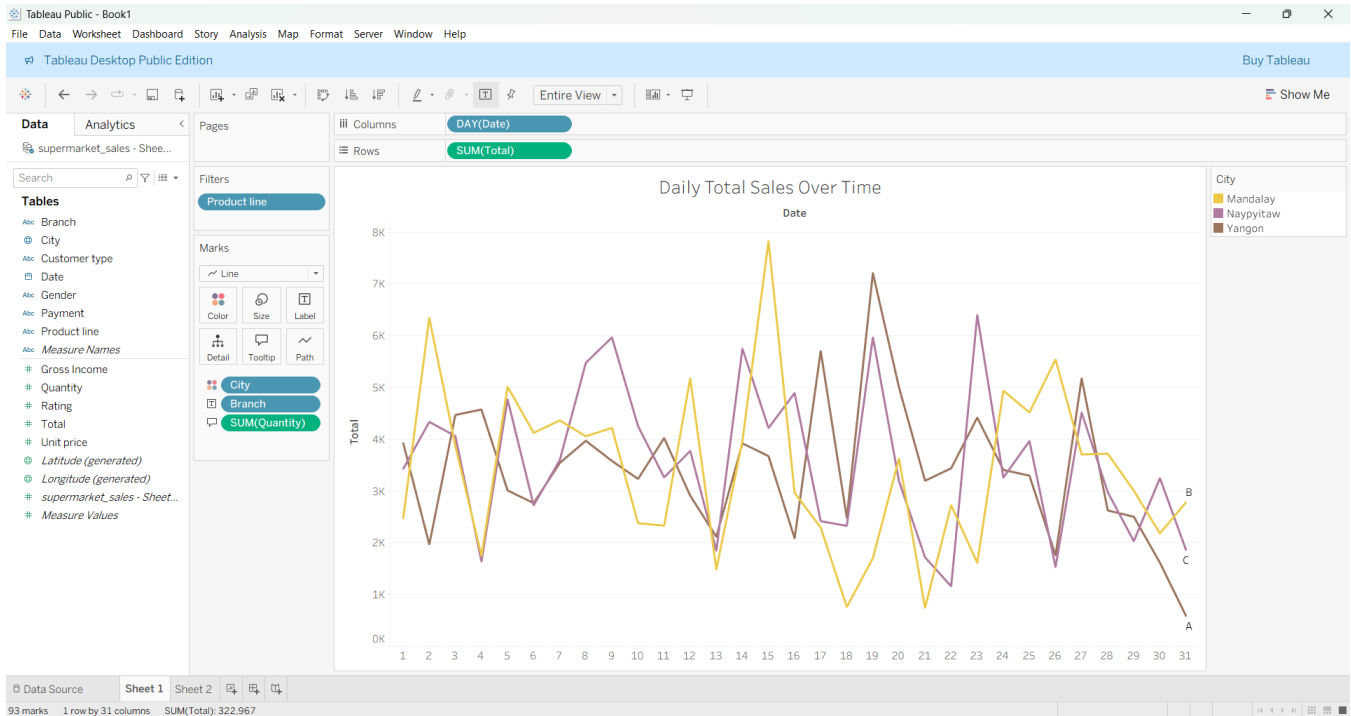 Tableau Public - Book1
File Data Worksheet Dashboard Story Analysis Map Format Server Window Help
Tableau Desktop Public Edition
Buy Tableau
Entire View
Show Me
Data
Analytics
supermarket_sales - Shee...
Search
Tables
Abc Branch
City
Abc Customer type
Date
Abc Gender
Abc Payment
Abc Product line
Abc Measure Names
# Gross Income
# Quantity
# Rating
# Total
# Unit price
Latitude (generated)
Longitude (generated)
# supermarket_sales - Sheet...
# Measure Values
Pages
Filters
Product line
Marks
Line
Color Size Label
Detail Tooltip Path
City
Branch
SUM(Quantity)
Columns
DAY(Date)
Rows
SUM(Total)
Daily Total Sales Over Time
Date
8K
7K
6K
5K
4K
3K
2K
1K
0K
Total
B
C
A
1 2 3 4 5 6 7 8 9 10 11 12 13 14 15 16 17 18 19 20 21 22 23 24 25 26 27 28 29 30 31
City
Mandalay
Naypyitaw
Yangon
Data Source
Sheet 1
Sheet 2
93 marks 1 row by 31 columns SUM(Total): 322,967